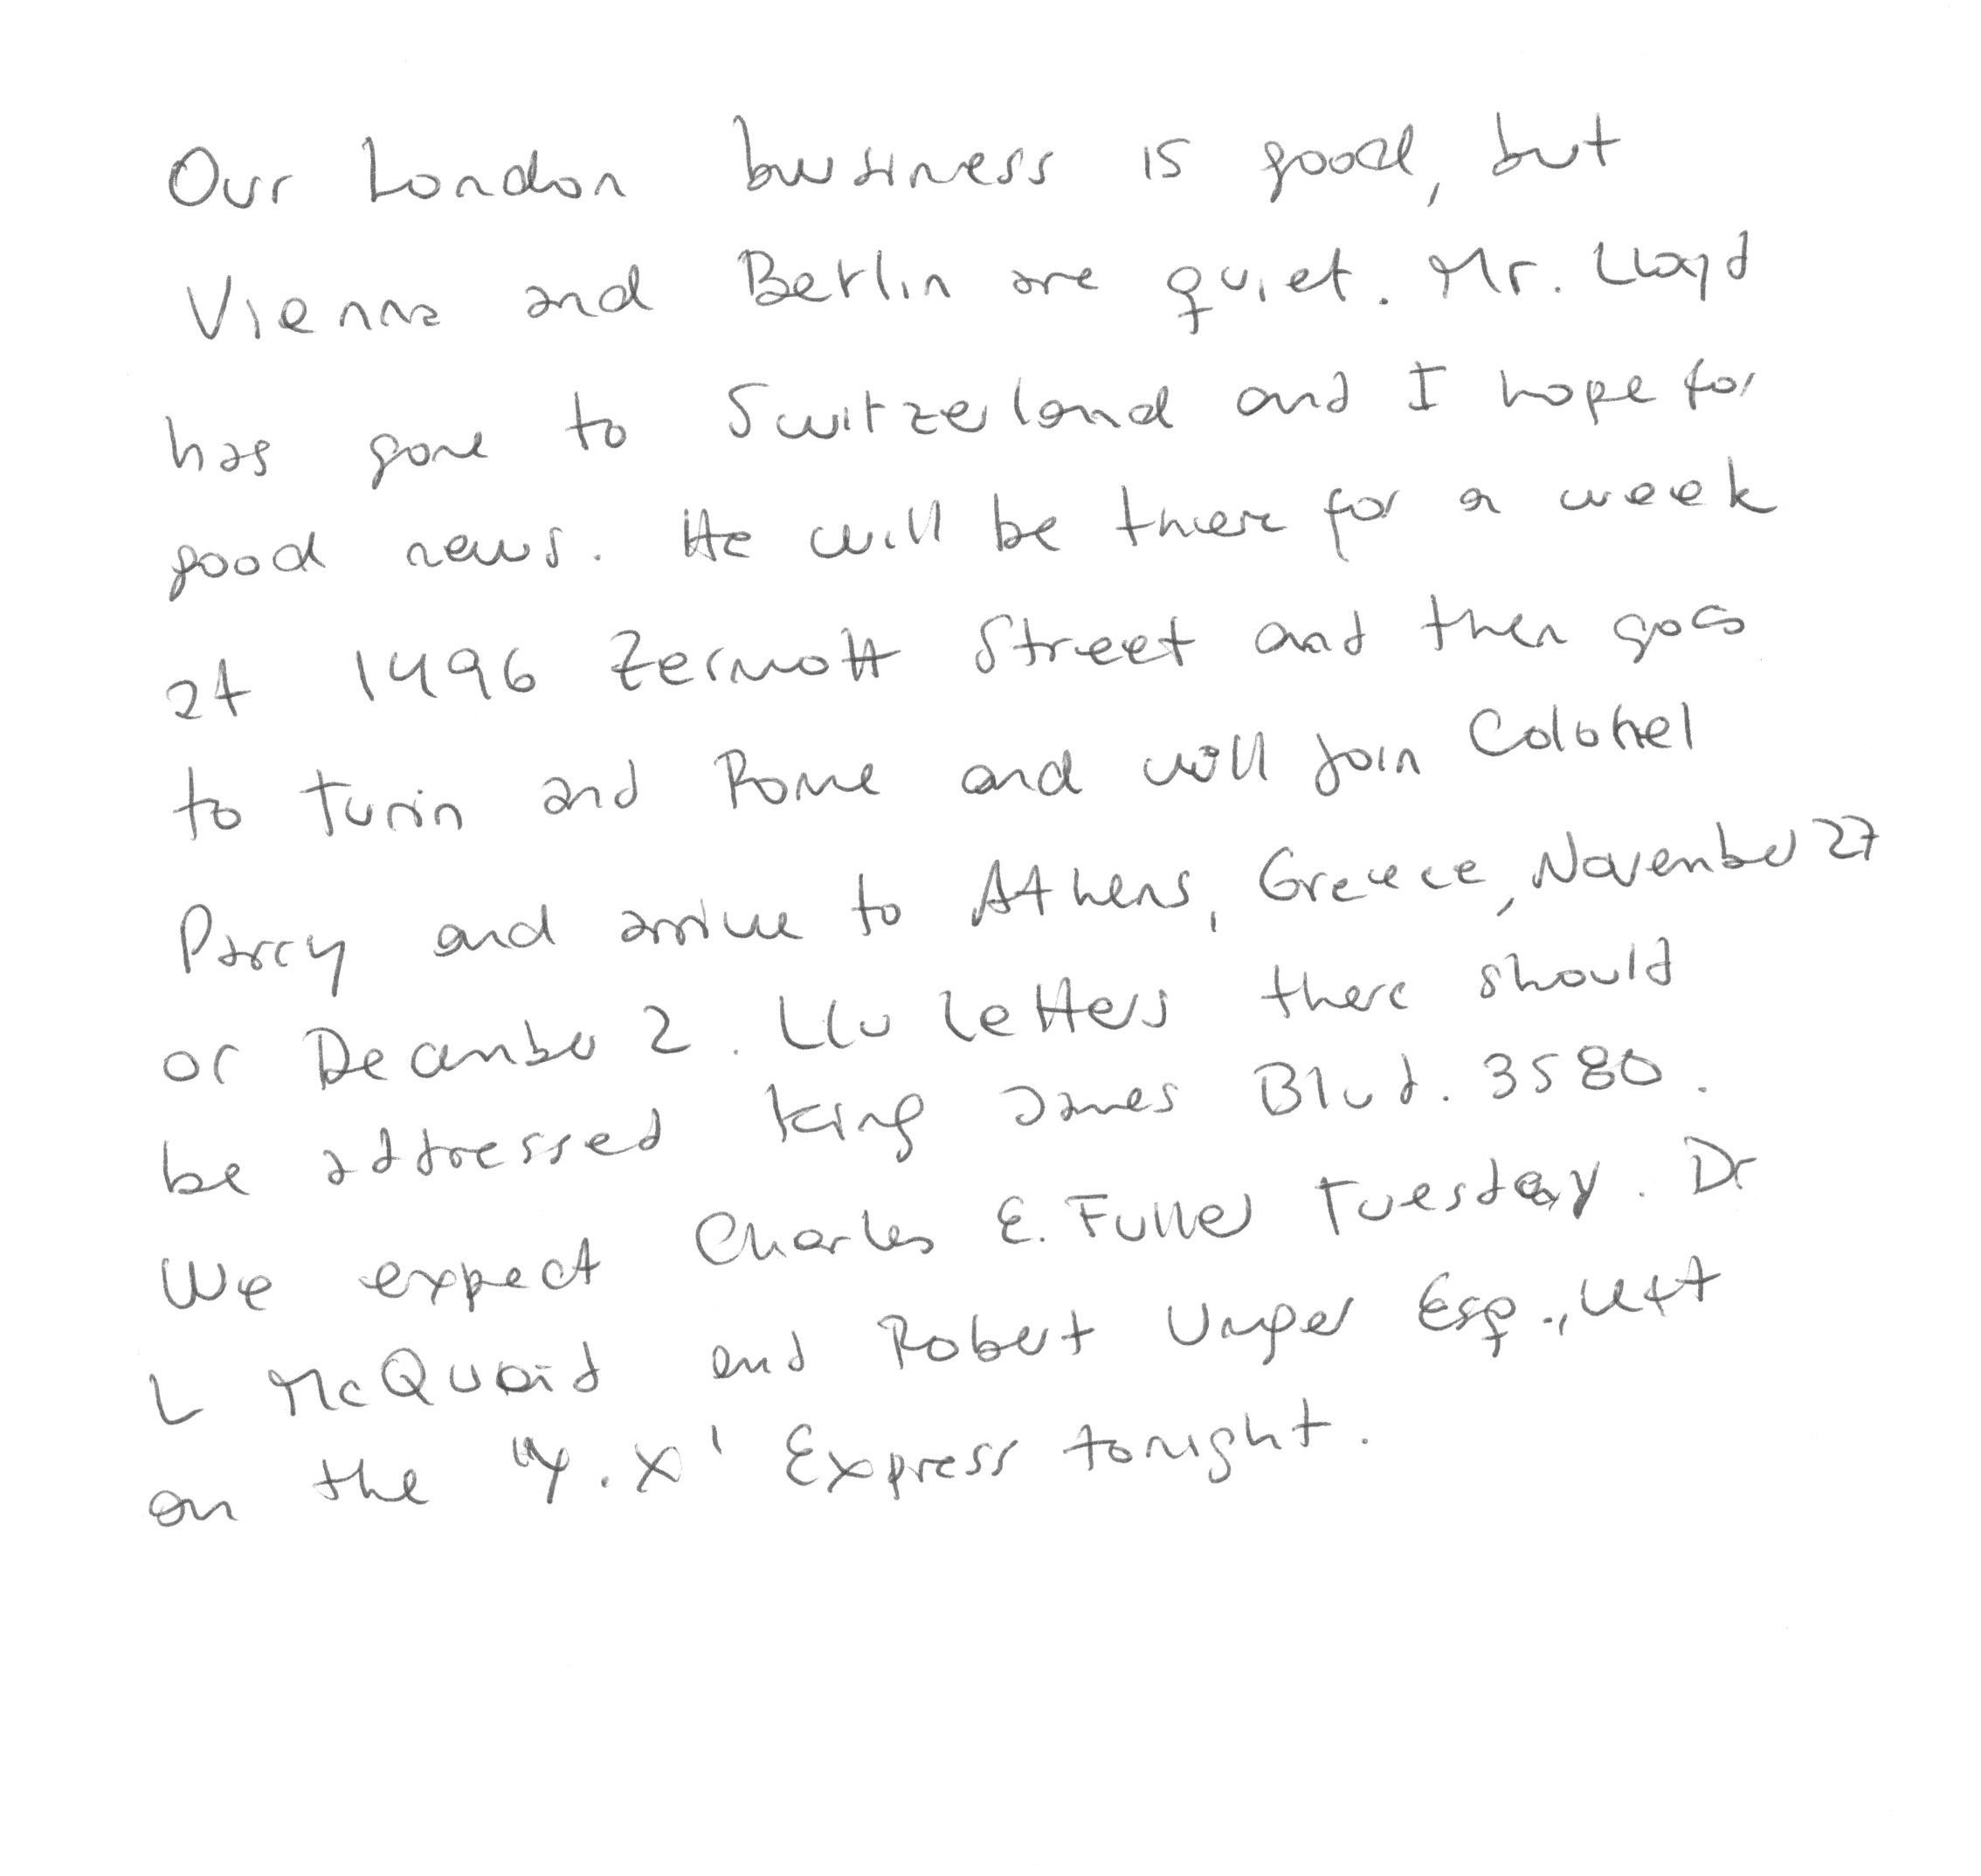 Our London business is good, but
Vienna and Berlin are quiet. Mr. Lloyd
has gone to Switzerland and I hope for
good news. He will be there for a week
at 1496 Zermott Street and then goes
to Turin and Rome and will join Colonel
Parcy and arrive to Athens, Greece, November 27
or December 2. letters there should
be addressed King James Blvd. 3580.
We expect Charles E. Fuller Tuesday. Dr
L McQuaid and Robert Unger Esq., left
on the "Y.X' Express tonight.